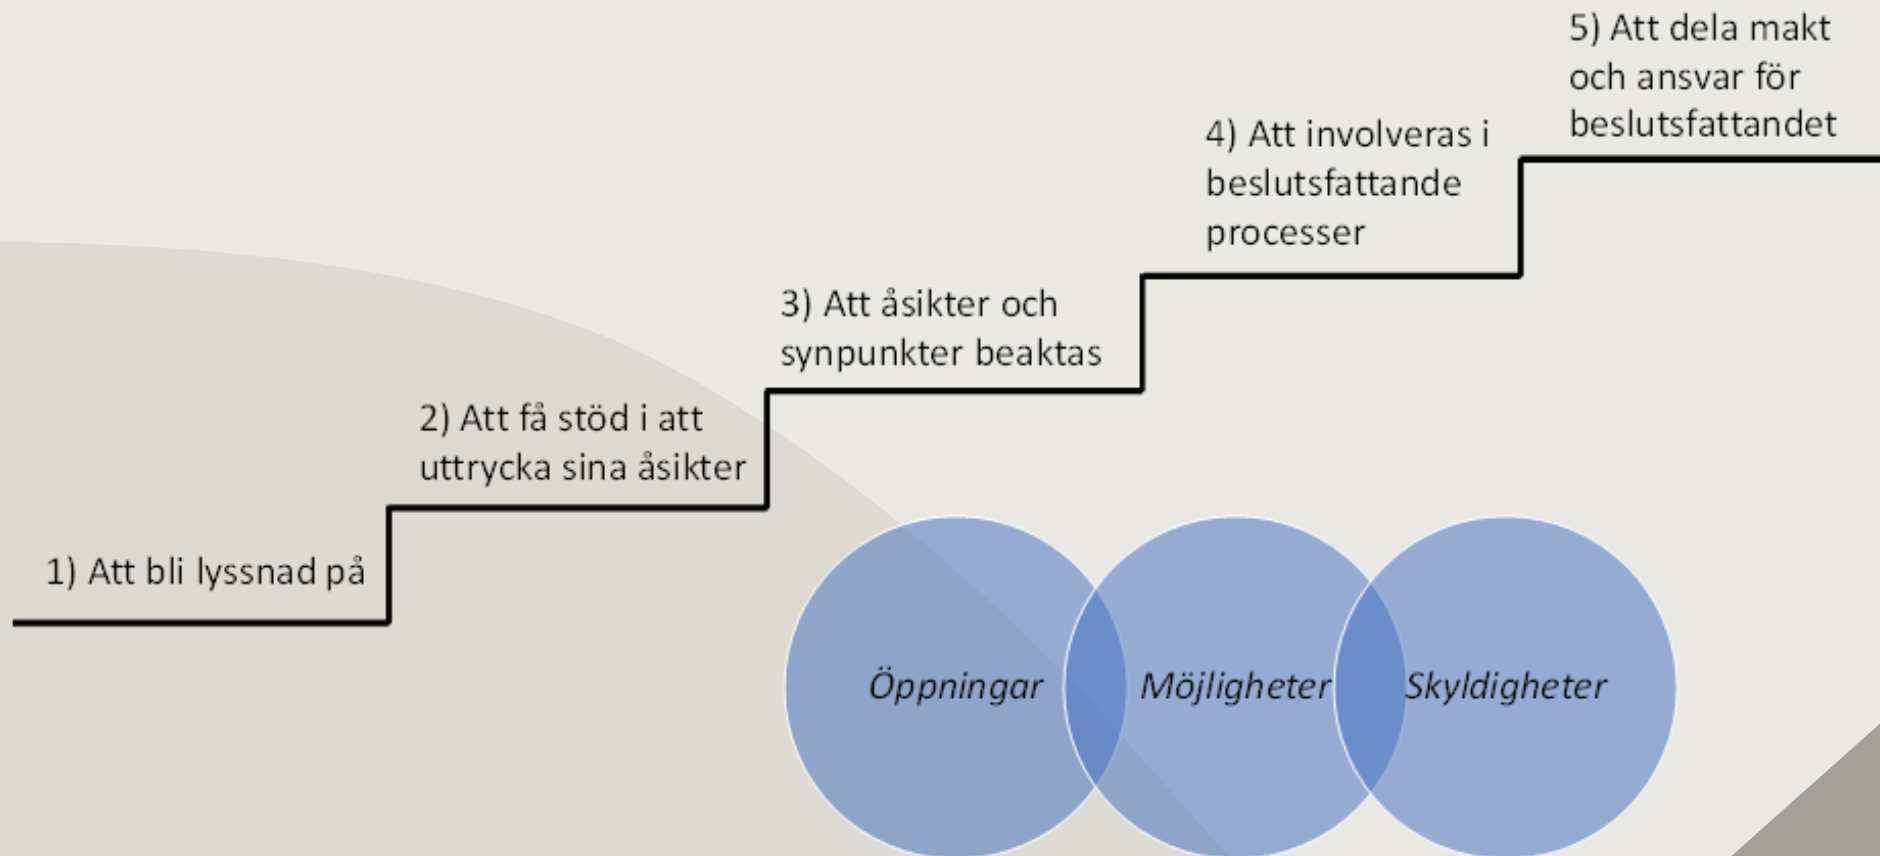 1) Att bli lyssnad på
2) Att få stöd i att
uttrycka sina åsikter
3) Att åsikter och
synpunkter beaktas
4) Att involveras i
beslutsfattande
processer
5) Att dela makt
och ansvar för
beslutsfattandet
Öppningar
Möjligheter
Skyldigheter